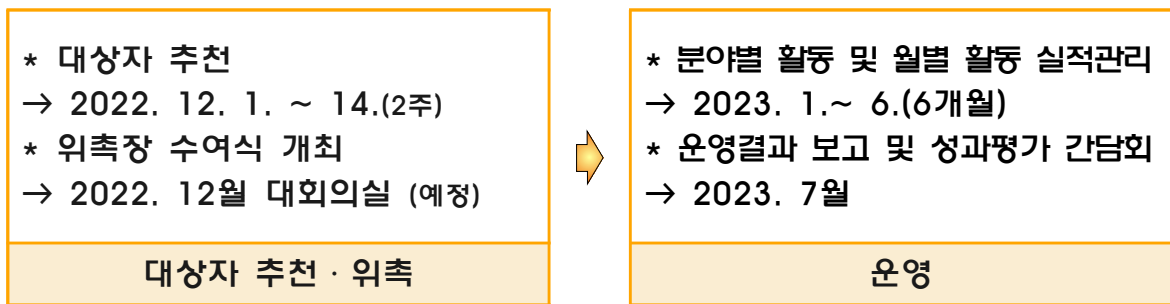 * 대상자 추천
→ 2022. 12. 1. ~ 14.(2주)
* 위촉장 수여식 개최
→ 2022. 12월 대회의실 (예정)
대상자 추천 · 위촉
* 분야별 활동 및 월별 활동 실적관리
→ 2023. 1.~ 6.(6개월)
* 운영결과 보고 및 성과평가 간담회
→ 2023. 7월
운영